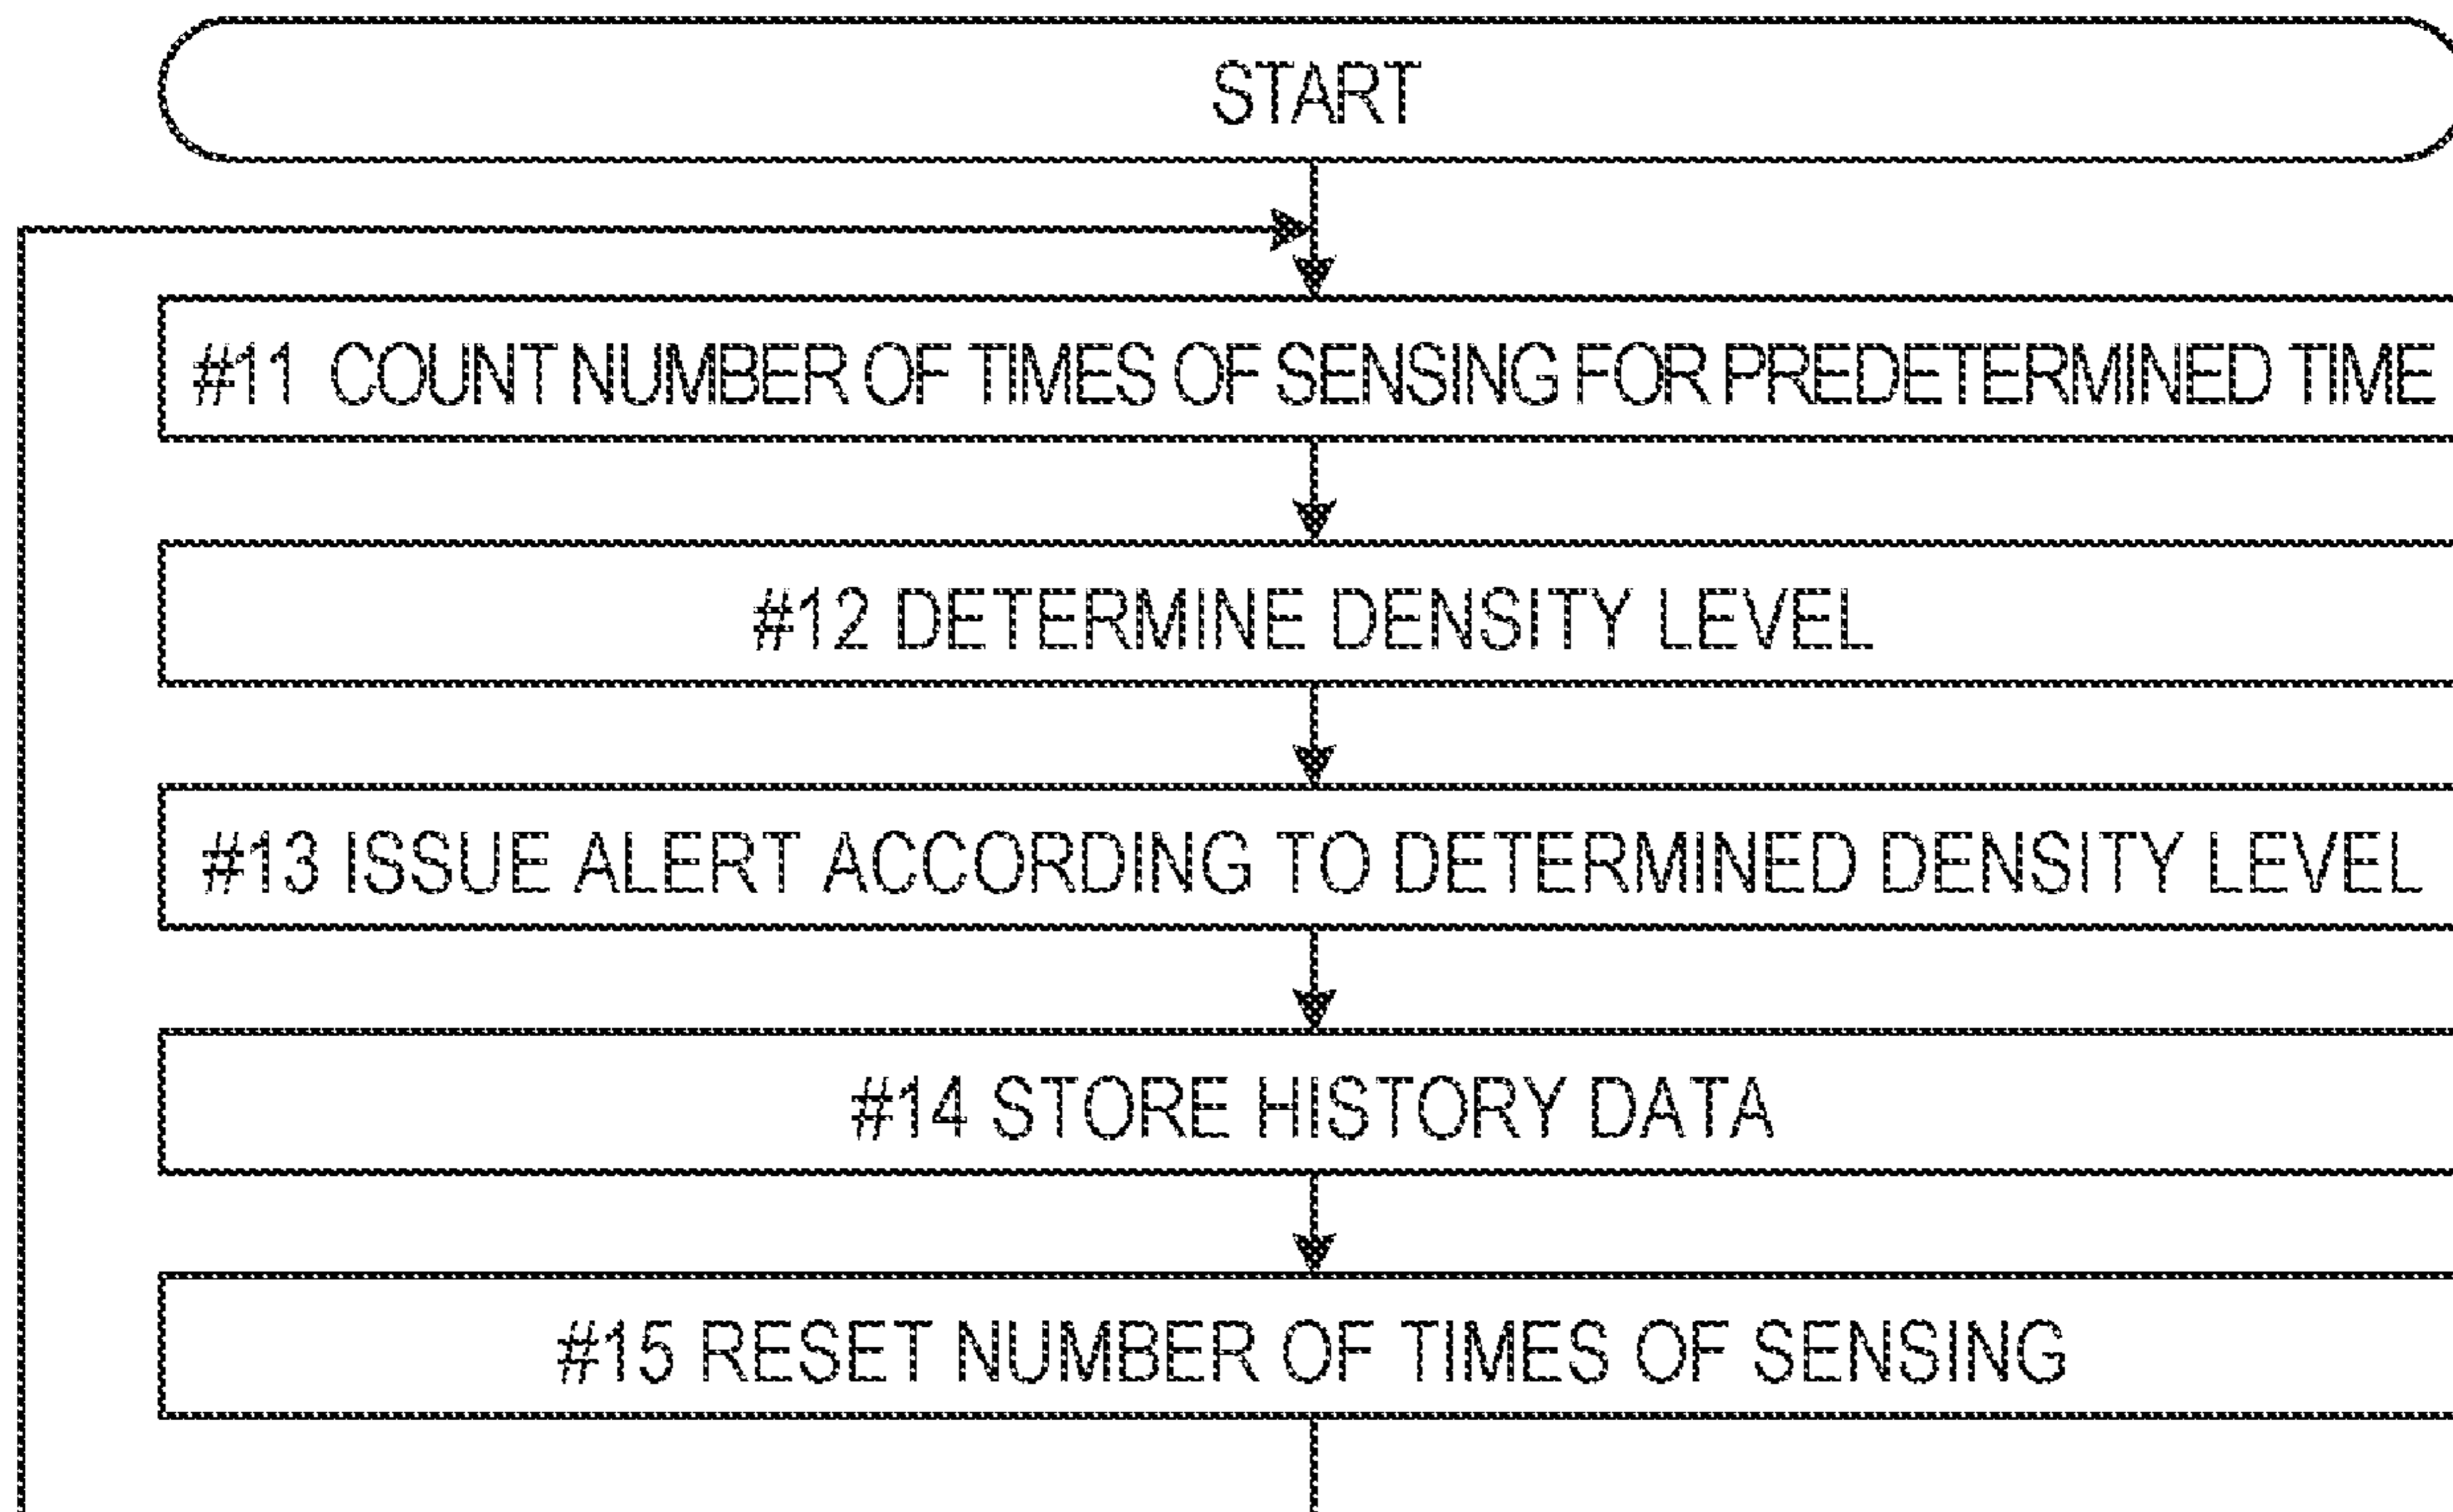 START
#11 COUNT NUMBER OF TIMES OF SENSING FOR PREDETERMINED TIME
#12 DETERMINE DENSITY LEVEL
#13 ISSUE ALERT ACCORDING TO DETERMINED DENSITY LEVEL
#14 STORE HISTORY DATA
#15 RESET NUMBER OF TIMES OF SENSING